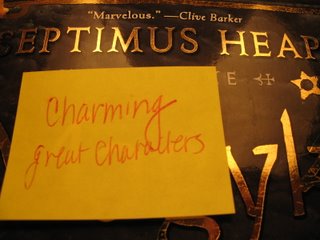 "Marvelous." —Clive Barker
SEPTIMUS HEAP
Charming
great Characters